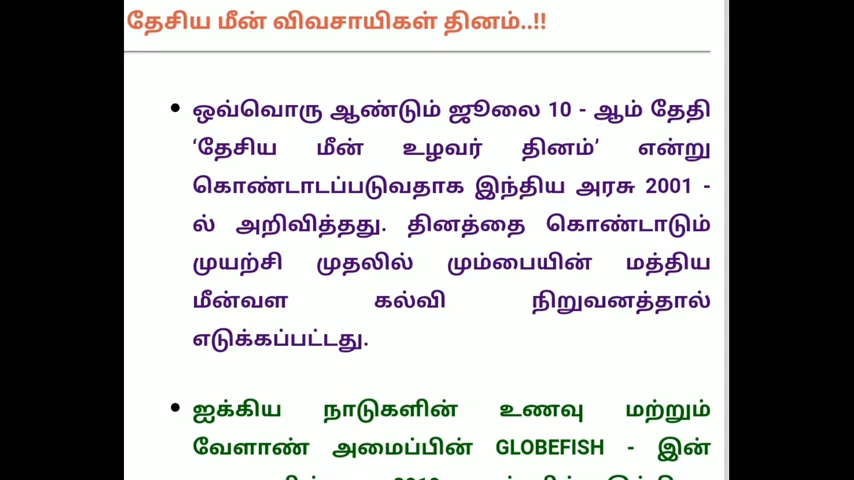 தேசிய மீன் விவசாயிகள் தினம்..!!
ஒவ்வொரு ஆண்டும் ஜூலை 10 - ஆம் தேதி
‘தேசிய மீன் உழவர் தினம்’ என்று
கொண்டாடப்படுவதாக இந்திய அரசு 2001 -
ல் அறிவித்தது. தினத்தை கொண்டாடும்
முயற்சி முதலில் மும்பையின் மத்திய
மீன்வள கல்வி நிறுவனத்தால்
எடுக்கப்பட்டது.
ஐக்கிய நாடுகளின் உணவு மற்றும்
வேளாண் அமைப்பின் GLOBEFISH - இன்